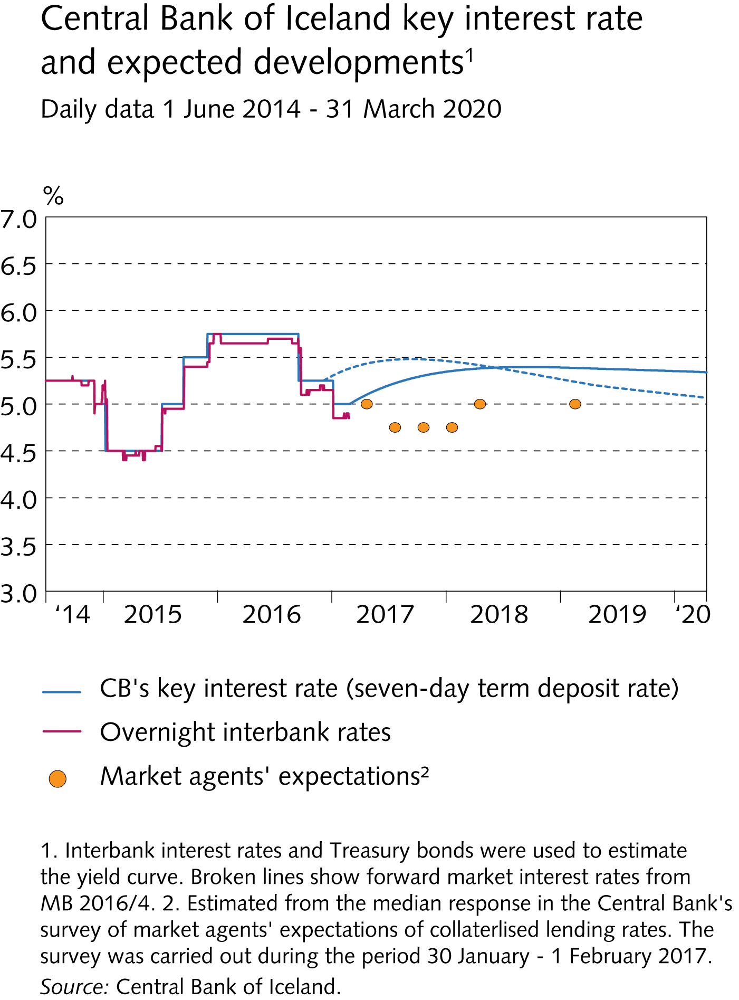 Central Bank of Iceland key interest rate
and expected developments¹
Daily data 1 June 2014 - 31 March 2020
%
7.0
6.5
6.0
5.5
5.0
4.5
4.0
3.5
3.0
‘14 2015 2016 2017 2018 2019 ‘20
CB's key interest rate (seven-day term deposit rate)
Overnight interbank rates
Market agents' expectations²
1. Interbank interest rates and Treasury bonds were used to estimate
the yield curve. Broken lines show forward market interest rates from
MB 2016/4. 2. Estimated from the median response in the Central Bank's
survey of market agents' expectations of collaterlised lending rates. The
survey was carried out during the period 30 January - 1 February 2017.
Source: Central Bank of Iceland.